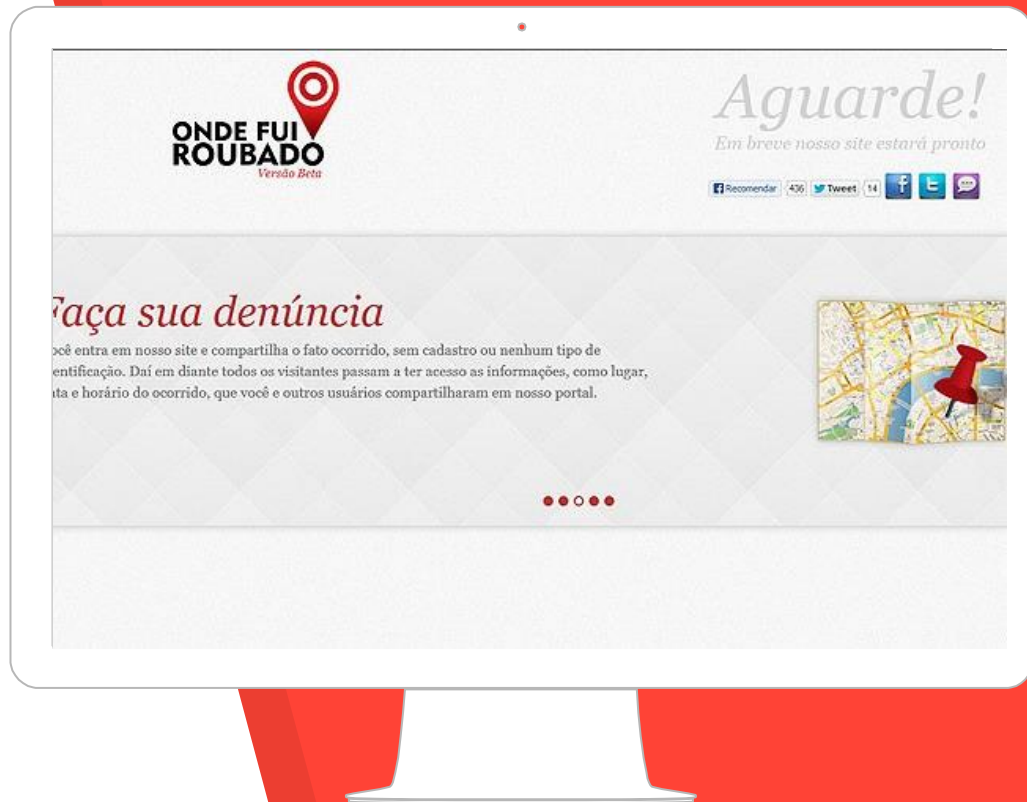 ONDE FUI
ROUBADO
Versão Beta
Aguarde!
Em breve nosso site estará pronto
Recomendar 436 Tweet 14
Faça sua denúncia
ocê entra em nosso site e compartilha o fato ocorrido, sem cadastro ou nenhum tipo de
entificação. Daí em diante todos os visitantes passam a ter acesso as informações, como lugar,
ata e horário do ocorrido, que você e outros usuários compartilharam em nosso portal.